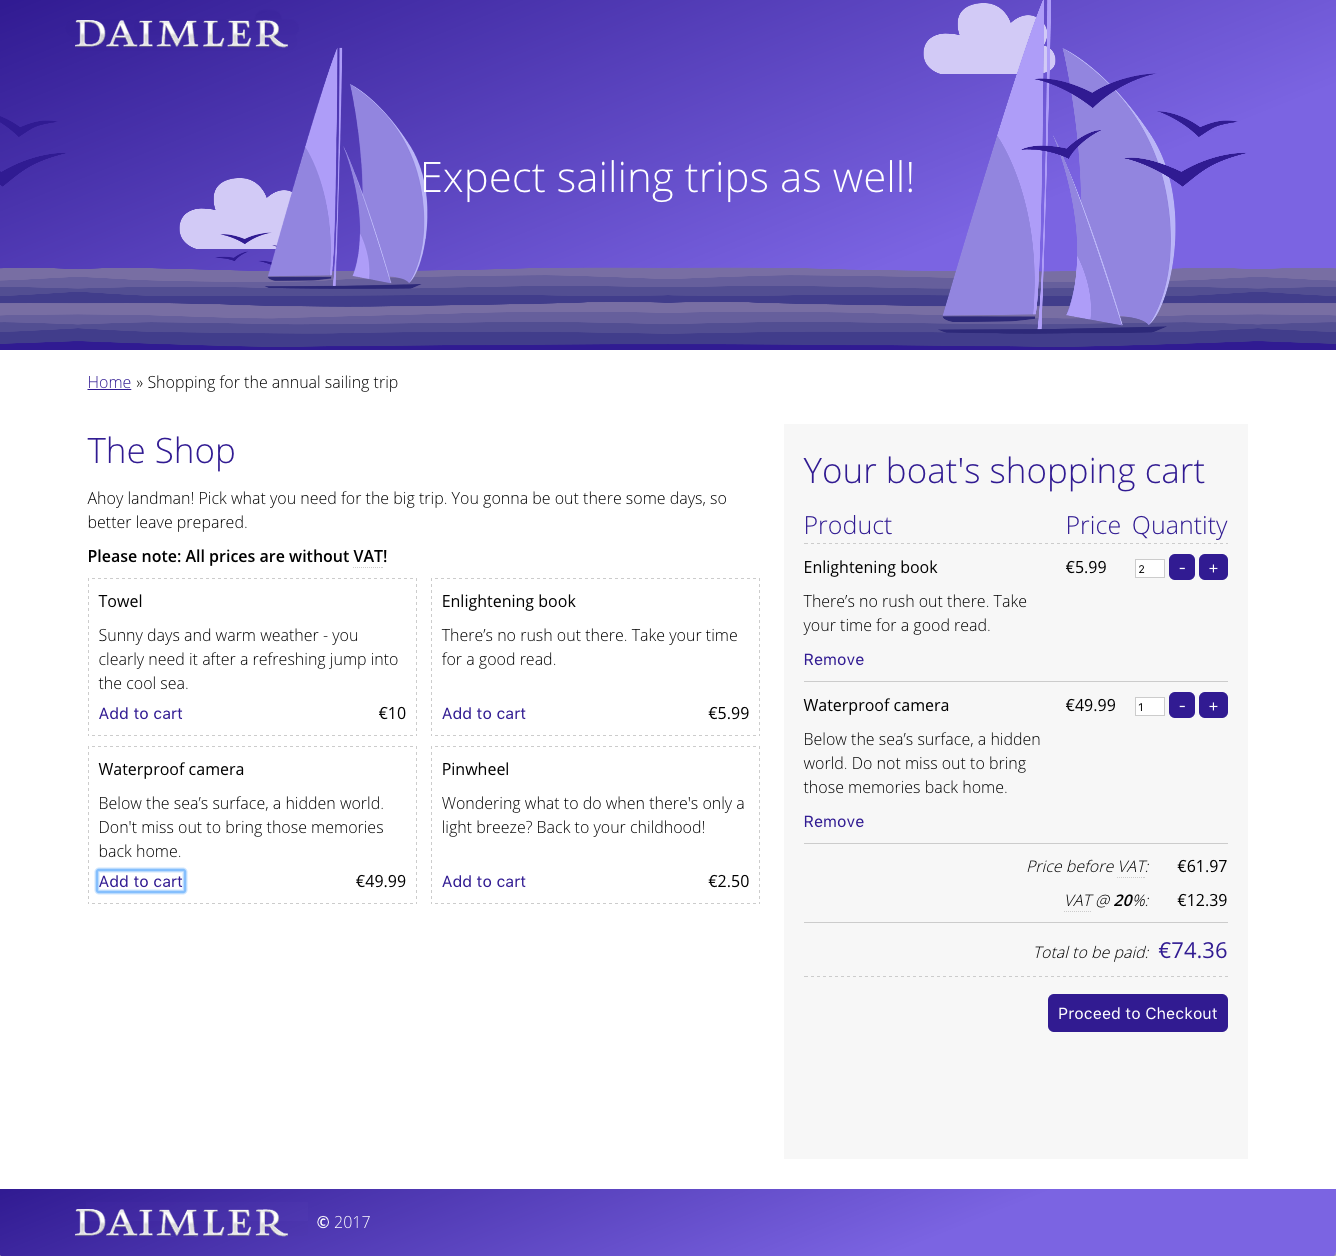 DAIMLER
Expect sailing trips as well!
Home » Shopping for the annual sailing trip
The Shop
Ahoy landman! Pick what you need for the big trip. You gonna be out there some days, so
better leave prepared.
Please note: All prices are without VAT!
Towel
Sunny days and warm weather - you
clearly need it after a refreshing jump into
the cool sea.
Add to cart €10
Enlightening book
There’s no rush out there. Take your time
for a good read.
Add to cart €5.99
Waterproof camera
Below the sea’s surface, a hidden world.
Don't miss out to bring those memories
back home.
Add to cart €49.99
Pinwheel
Wondering what to do when there's only a
light breeze? Back to your childhood!
Add to cart €2.50
Your boat's shopping cart
Product Price Quantity
Enlightening book €5.99 2 - +
There’s no rush out there. Take
your time for a good read.
Remove
Waterproof camera €49.99 1 - +
Below the sea’s surface, a hidden
world. Do not miss out to bring
those memories back home.
Remove
Price before VAT: €61.97
VAT @ 20%: €12.39
Total to be paid: €74.36
Proceed to Checkout
DAIMLER © 2017